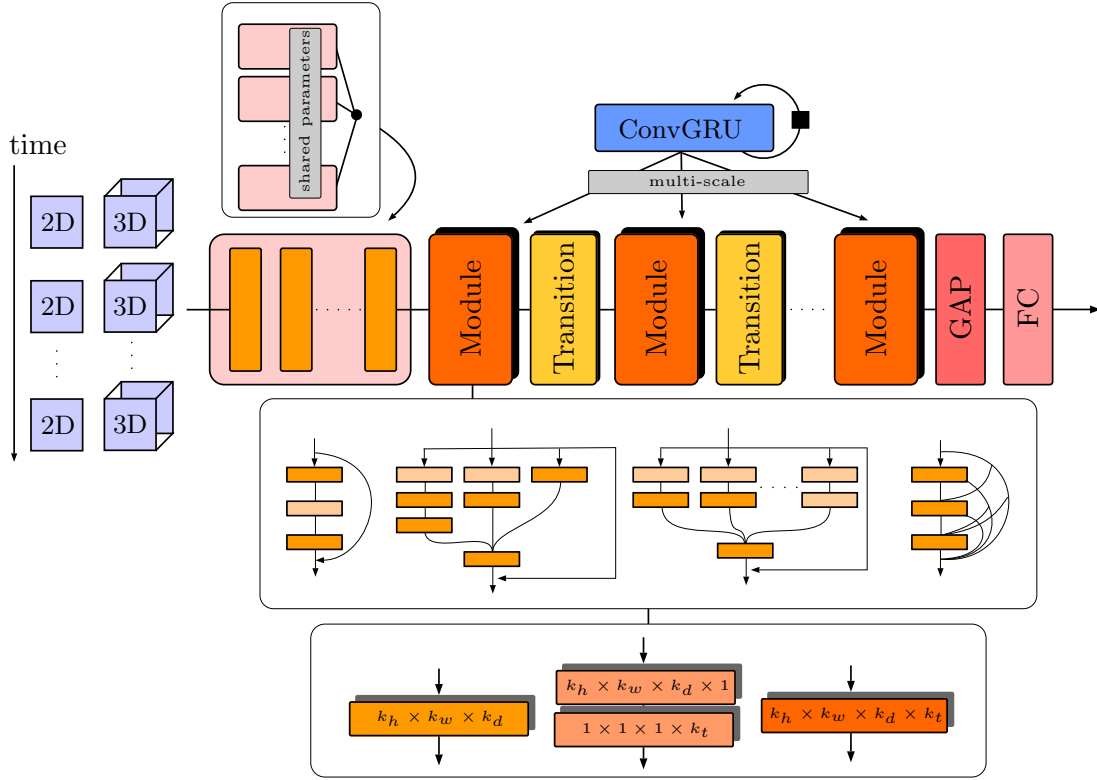 shared parameters
ConvGRU
time
multi-scale
2D
3D
2D
3D
2D
3D
Module
Transition
Module
Transition
Module
GAP
FC
k_h × k_w × k_d
k_h × k_w × k_d × 1
1 × 1 × 1 × k_t
k_h × k_w × k_d × k_t